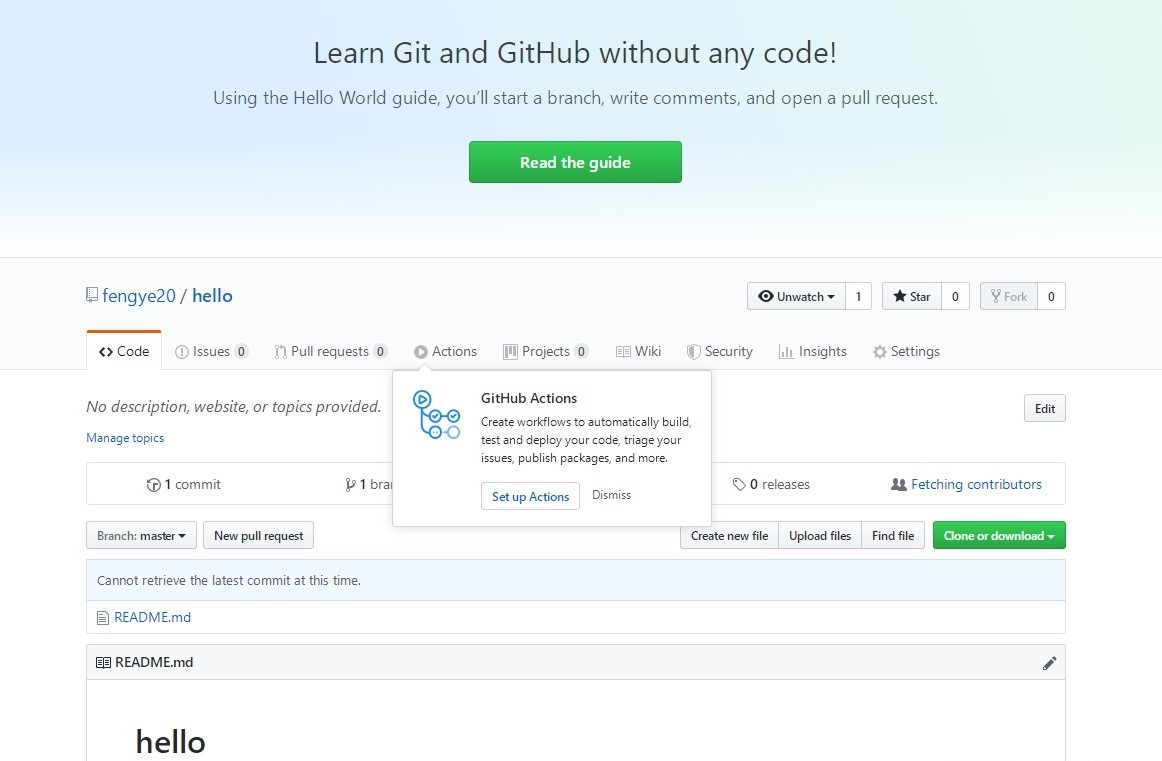 Learn Git and GitHub without any code!
Using the Hello World guide, you’ll start a branch, write comments, and open a pull request.
Read the guide
fengye20 / hello
Unwatch 1 Star 0 Fork 0
Code Issues 0 Pull requests 0 Actions Projects 0 Wiki Security Insights Settings
No description, website, or topics provided.
Edit
Manage topics
GitHub Actions
Create workflows to automatically build,
test and deploy your code, triage your
issues, publish packages, and more.
Set up Actions Dismiss
1 commit 1 0 releases Fetching contributors
Branch: master New pull request Create new file Upload files Find file Clone or download
Cannot retrieve the latest commit at this time.
README.md
README.md
hello